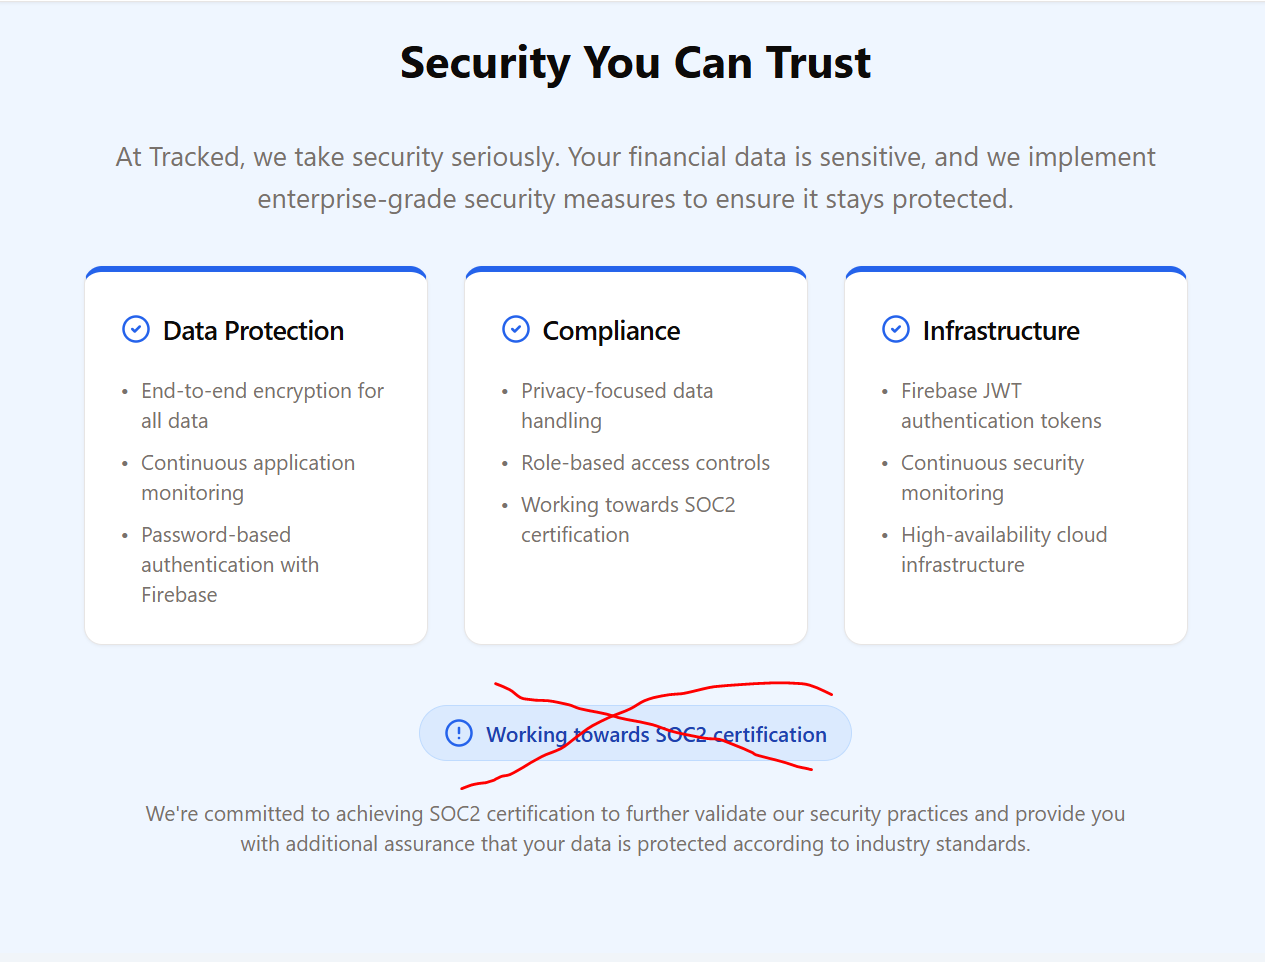 Security You Can Trust
At Tracked, we take security seriously. Your financial data is sensitive, and we implement
enterprise-grade security measures to ensure it stays protected.
Data Protection
• End-to-end encryption for
all data
• Continuous application
monitoring
• Password-based
authentication with
Firebase
Compliance
• Privacy-focused data
handling
• Role-based access controls
• Working towards SOC2
certification
Infrastructure
• Firebase JWT
authentication tokens
• Continuous security
monitoring
• High-availability cloud
infrastructure
Working towards SOC2 certification
We're committed to achieving SOC2 certification to further validate our security practices and provide you
with additional assurance that your data is protected according to industry standards.